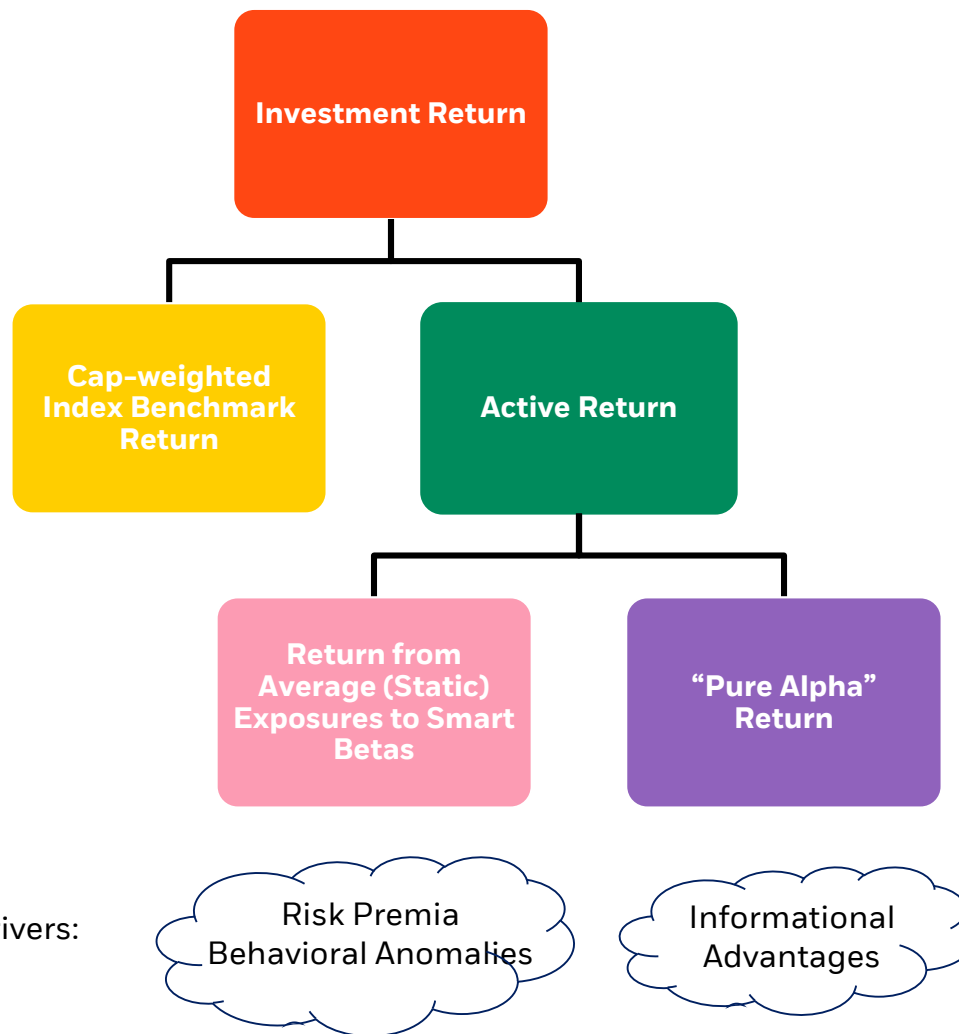 Investment Return
Cap-weighted
Index Benchmark
Return
Active Return
Return from
Average (Static)
Exposures to Smart
Betas
“Pure Alpha”
Return
ivers:
Risk Premia
Behavioral Anomalies
Informational
Advantages